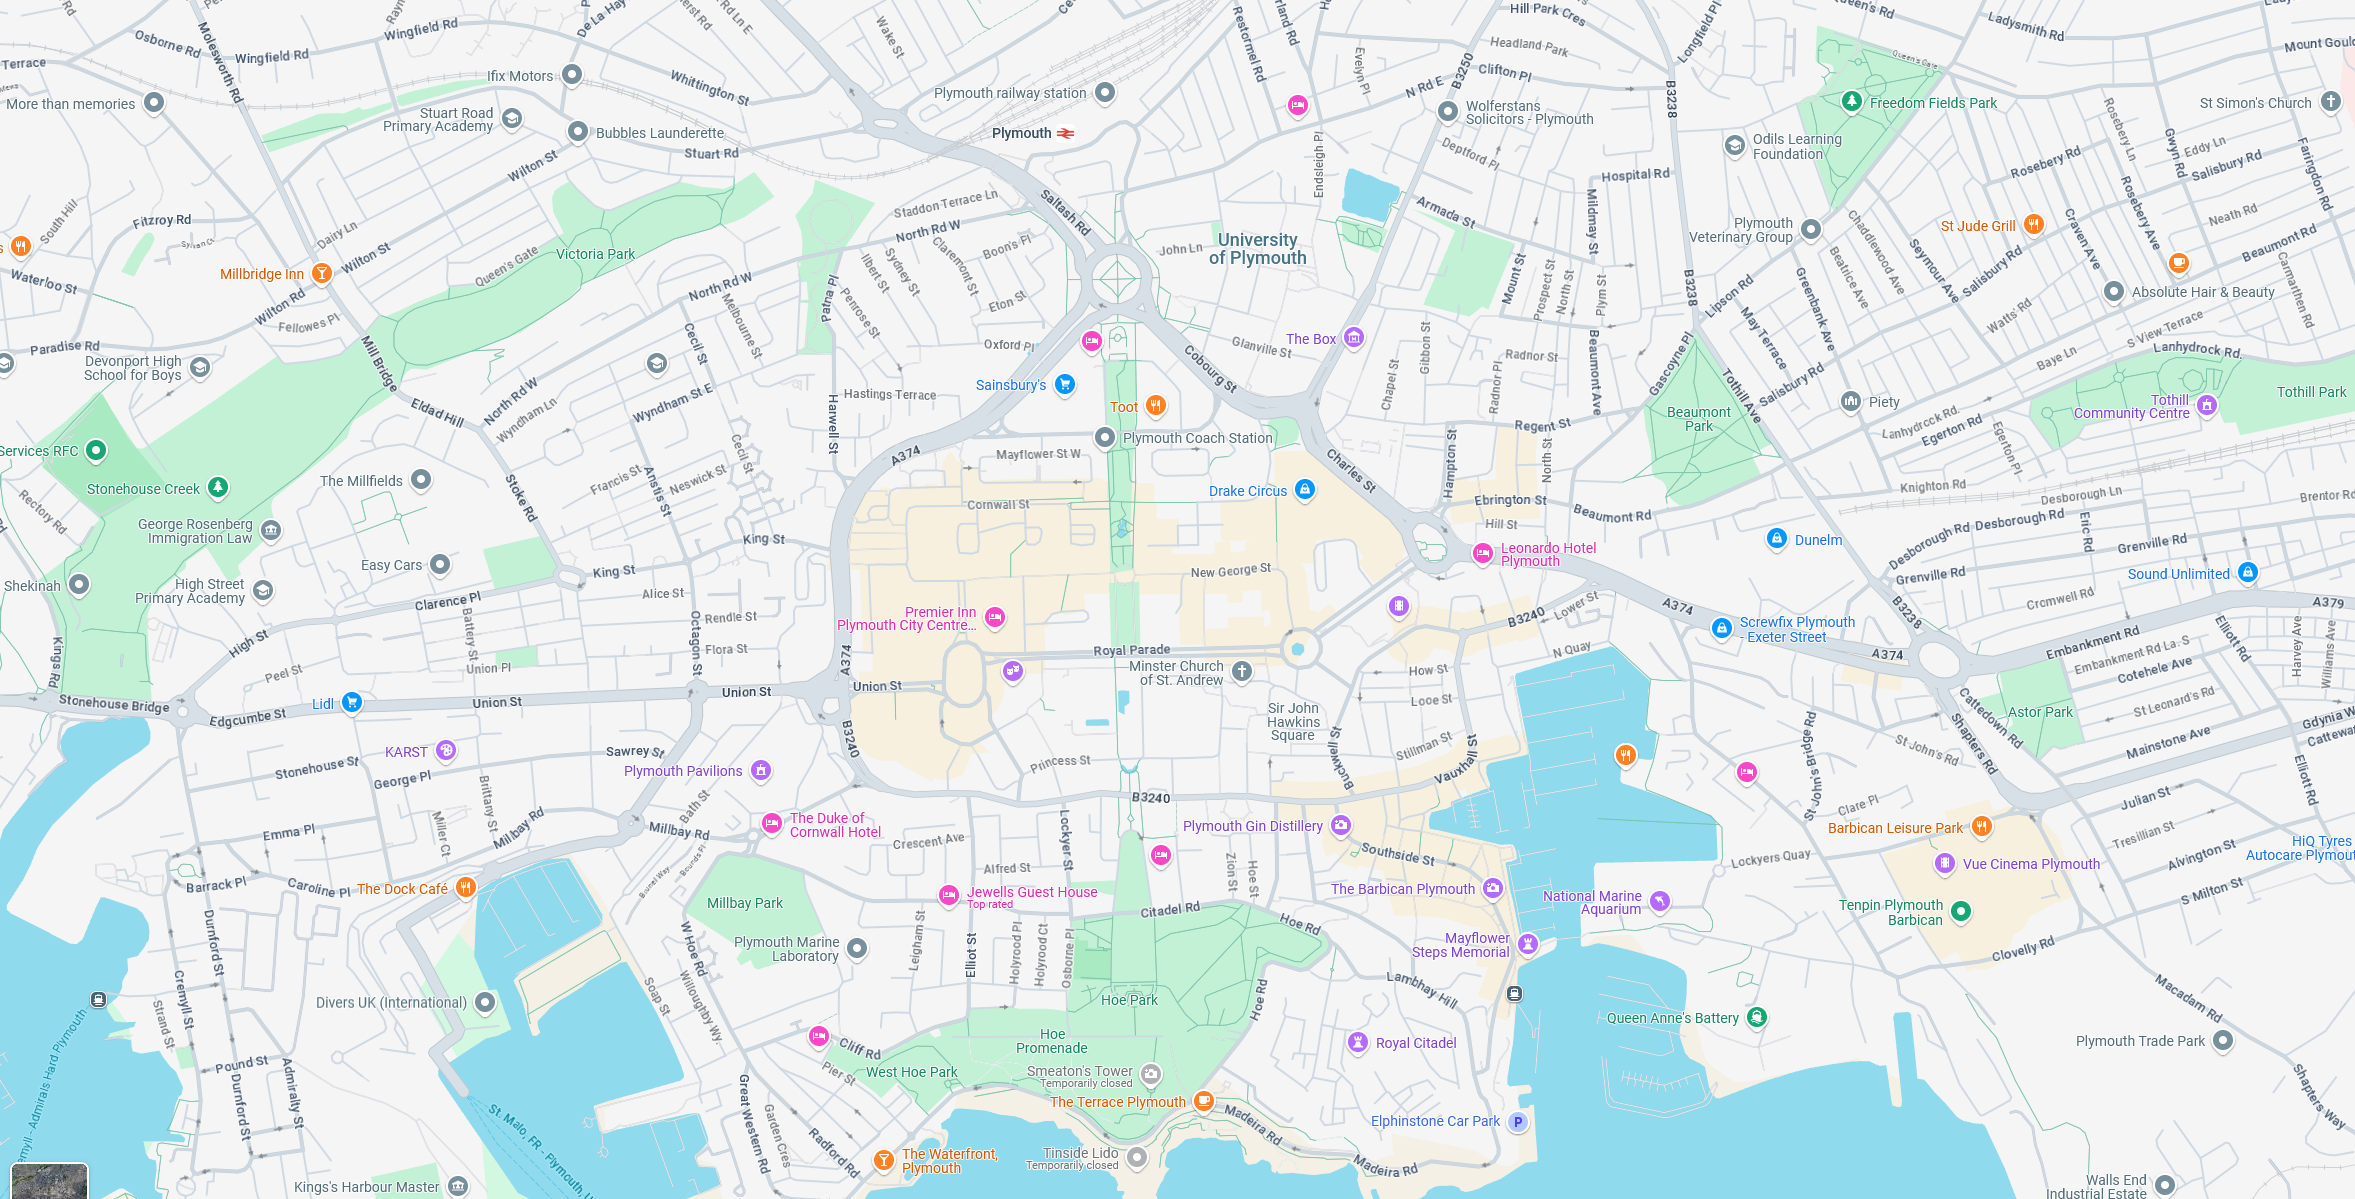 Osborne Rd
Wingfield Rd
Wingfield Rd
Molesworth Rd
Terrace
More than memories
Ifix Motors
Stuart Road
Primary Academy
Bubbles Launderette
Whittington St
Stuart Rd
Wake St
Wilton St
Plymouth railway station
Plymouth
Restormel Rd
Evelyn Pl
Endsleigh Pl
N Rd E
B3250
Hill Park Cres
Headland Park
Clifton Pl
Wolferstans
Solicitors - Plymouth
Deptford Pl
B3238
Longfield Pl
Queen's Rd
Ladysmith Rd
Queen's Gate
Freedom Fields Park
Odils Learning
Foundation
St Simon's Church
Rosebery Ln
Gwyn Rd
Eddy Ln
Salisbury Rd
Faringdon Rd
Rosebery Rd
Rosebery Ave
Hospital Rd
Mildmay St
Armada St
Plymouth
Veterinary Group
St Jude Grill
Neath Rd
Beaumont Rd
Craven Ave
Chaddlewood Ave
Beatrice Ave
Seymour Ave
Salisbury Rd
Greenbank Ave
Absolute Hair & Beauty
Carmarthen Rd
South Hill
Fitzroy Rd
Waterloo St
Millbridge Inn
Dairy Ln
Wilton St
Wilton Rd
Fellowes Pl
Victoria Park
Queen's Gate
Staddon Terrace Ln
North Rd W
Saltash Rd
Boon's Pl
Claremont St
Sydney St
Ilbert St
Eton St
Penrose St
Patna Pl
John Ln
University
of Plymouth
Mount St
Prospect St
North St
Plym St
B3238
Lipson Rd
May Terrace
Watts' Rd
S View Terrace
Baye Ln
Lanhydrock Rd
North Rd W
Melbourne St
Cecil St
Oxford Pl
The Box
Glanville St
Gibbon St
Chapel St
Radnor St
Radnor Pl
Beaumont Ave
Gascoyne Pl
Tothill Ave
Salisbury Rd
Piety
Tothill
Community Centre
Tothill Park
Lanhydrock Rd
Egerton Rd
Egerton Pl
Paradise Rd
Devonport High
School for Boys
Mill Bridge
Eldad Hill
North Rd W
Wyndham Ln
Wyndham St E
Hastings Terrace
Harwell St
Sainsbury's
Toot
Cobourg St
Plymouth Coach Station
Beaumont
Park
Regent St
Services RFC
Stonehouse Creek
Rectory Rd
The Millfields
George Rosenberg
Immigration Law
Stoke Rd
Francis St
Anstis St
Neswick St
Cecil St
A374
Mayflower St W
Cornwall St
Drake Circus
Charles St
Hampton St
North St
Ebrington St
Hill St
Beaumont Rd
Knighton Rd
Desborough Ln
Desborough Rd
Desborough Rd
Eric Rd
Brentor Rd
Shekinah
Easy Cars
High Street
Primary Academy
King St
King St
Clarence Pl
Alice St
New George St
Leonardo Hotel
Plymouth
Dunelm
Grenville Rd
Grenville Rd
Sound Unlimited
B3238
Cromwell Rd
A379
Kings Rd
High St
Battery St
Octagon St
Rendle St
Flora St
Premier Inn
Plymouth City Centre...
Peel St
Union Pl
A374
Royal Parade
B3240
Lower St
A374
Screwfix Plymouth
- Exeter Street
A374
Embankment Rd
Embankment Rd La. S
Cotehele Ave
Elliott Rd
Harvey Ave
Williams Ave
N Quay
How St
Minster Church
of St. Andrew
Stonehouse Bridge
Lidl
Edgcumbe St
Union St
Union St
Union St
B3240
Sir John
Hawkins
Square
Looe St
Buckwell St
Stillman St
Vauxhall St
Cattedown Rd
Astor Park
St Leonard's Rd
Gdynia W
Shapters Rd
St John's Rd
Mainstone Ave
St John's Bridge Rd
KARST
Sawrey St
Stonehouse St
George Pl
Plymouth Pavilions
Princess St
Elliott Rd
Brittany St
Miller Ct
Bath St
Emma Pl
Millbay Rd
Millbay Rd
The Duke of
Cornwall Hotel
B3240
Lockyer St
Plymouth Gin Distillery
Southside St
Clare Pl
Barbican Leisure Park
Julian St
Tresillian St
HiQ Tyres
Autocare Plymout
Alvington St
Crescent Ave
Alfred St
Zion St
Hoe St
Vue Cinema Plymouth
Lockyers Quay
Barrack Pl
Caroline Pl
The Dock Café
Millbay Park
Jewells Guest House
Top rated
Citadel Rd
The Barbican Plymouth
National Marine
Aquarium
Tenpin Plymouth
Barbican
S Milton St
Durnford St
W Hoe Rd
Plymouth Marine
Laboratory
Leigham St
Elliot St
Holyrood Pl
Holyrood Ct
Osborne Pl
Hoe Rd
Mayflower
Steps Memorial
Clovelly Rd
Cremyll St
Strand St
Divers UK (International)
Soap St
Willoughby Wy.
Hoe Park
Hoe Rd
Lambhay Hill
Macadam Rd
Queen Anne's Battery
Plymouth Trade Park
Hoe
Promenade
Cliff Rd
Royal Citadel
Pier St
West Hoe Park
Smeaton's Tower
Temporarily closed
The Terrace Plymouth
Pound St
Durnford St
Admiralty St
Great Western Rd
Garden Cres
Radford Rd
Madeira Rd
Elphinstone Car Park
P
Shapters Way
The Waterfront,
Plymouth
Tinside Lido
Temporarily closed
Madeira Rd
King's Harbour Master
Walls End
Industrial Estate